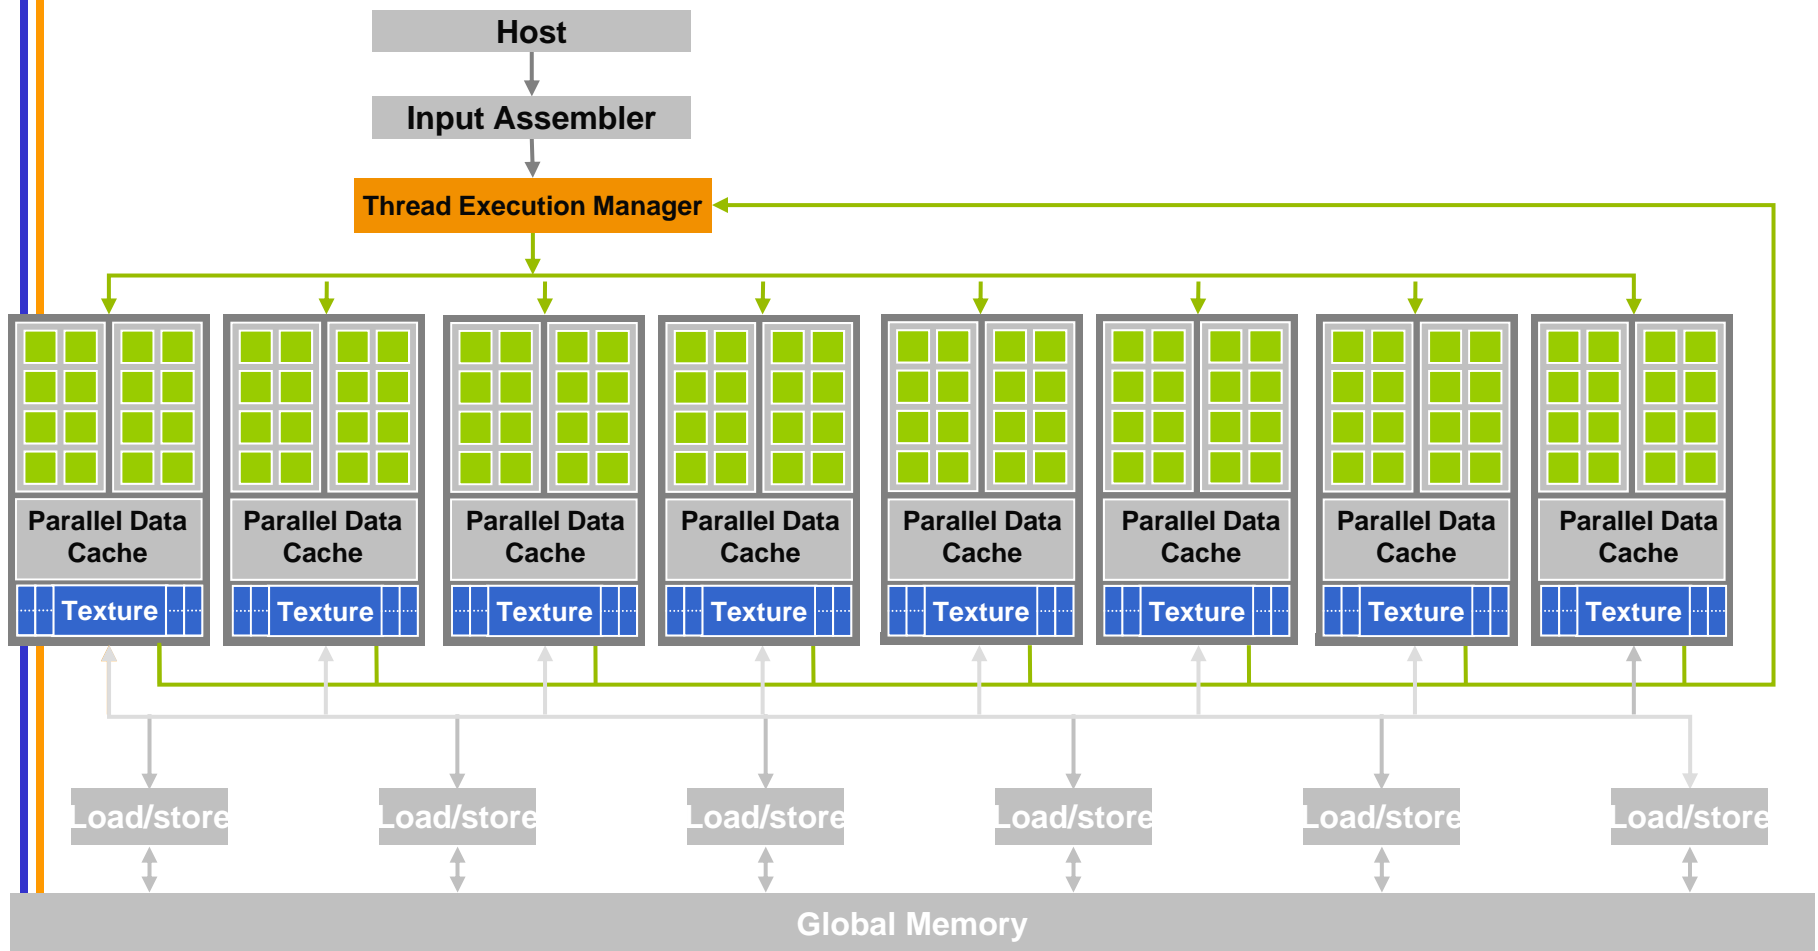 Host
Input Assembler
Thread Execution Manager
Parallel Data
Cache
Parallel Data
Cache
Parallel Data
Cache
Parallel Data
Cache
Parallel Data
Cache
Parallel Data
Cache
Parallel Data
Cache
Parallel Data
Cache
Texture
Texture
Texture
Texture
Texture
Texture
Texture
Texture
Load/store
Load/store
Load/store
Load/store
Load/store
Load/store
Global Memory